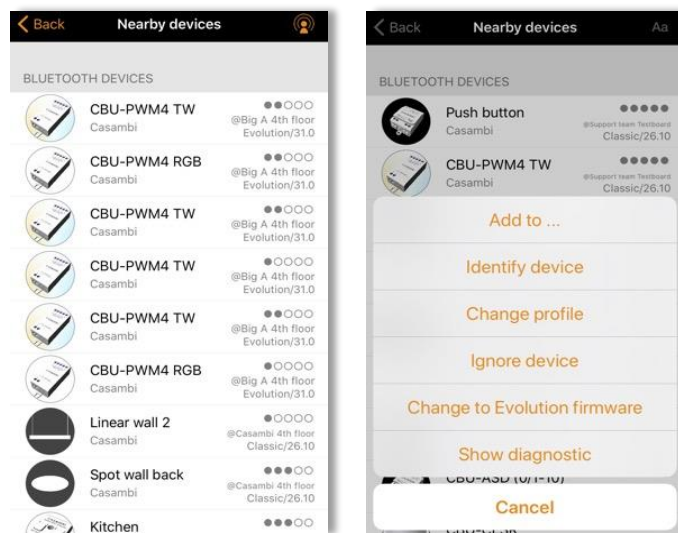 Back
Nearby devices
BLUETOOTH DEVICES
CBU-PWM4 TW
Casambi
@Big A 4th floor
Evolution/31.0
CBU-PWM4 RGB
Casambi
@Big A 4th floor
Evolution/31.0
CBU-PWM4 TW
Casambi
@Big A 4th floor
Evolution/31.0
CBU-PWM4 TW
Casambi
@Big A 4th floor
Evolution/31.0
CBU-PWM4 TW
Casambi
@Big A 4th floor
Evolution/31.0
CBU-PWM4 RGB
Casambi
@Big A 4th floor
Evolution/31.0
Linear wall 2
Casambi
@Casambi 4th floor
Classic/26.10
Spot wall back
Casambi
@Casambi 4th floor
Classic/26.10
Kitchen
Back
Nearby devices
Aa
BLUETOOTH DEVICES
Push button
Casambi
@Support team Testboard
Classic/26.10
CBU-PWM4 TW
Casambi
@Support team Testboard
Classic/26.10
Add to ...
Identify device
Change profile
Ignore device
Change to Evolution firmware
Show diagnostic
CBU-ASD (0/1-10)
Cancel